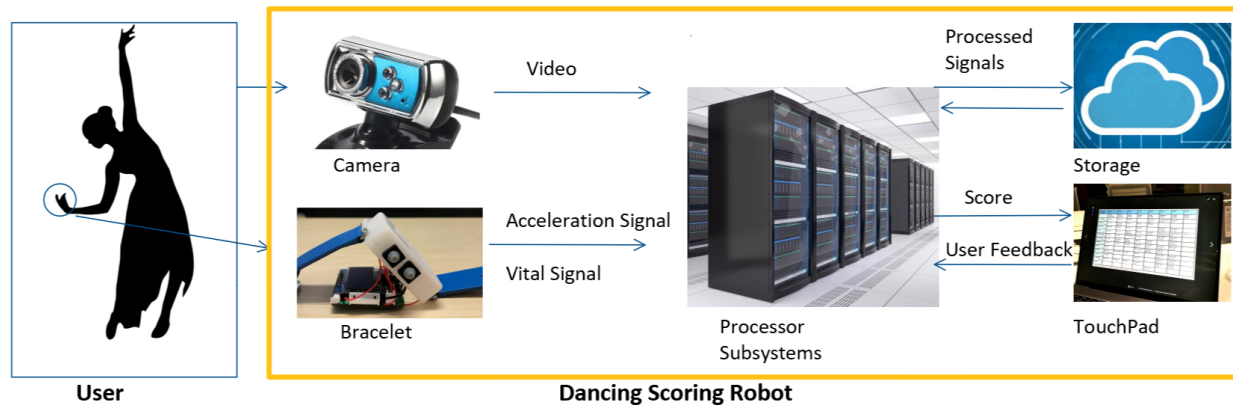 Video
Processed
Signals
Camera
Storage
Acceleration Signal
Score
Vital Signal
User Feedback
Bracelet
Processor
Subsystems
TouchPad
User
Dancing Scoring Robot